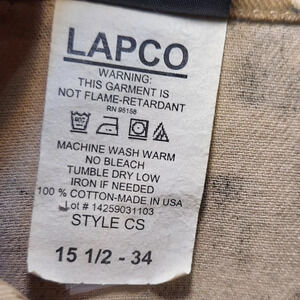 LAPCO
WARNING:
THIS GARMENT IS
NOT FLAME-RETARDANT
RN 95158
MACHINE WASH WARM
NO BLEACH
TUMBLE DRY LOW
IRON IF NEEDED
100 % COTTON-MADE IN USA
Lot # 14259031103
STYLE CS
15 1/2 - 34